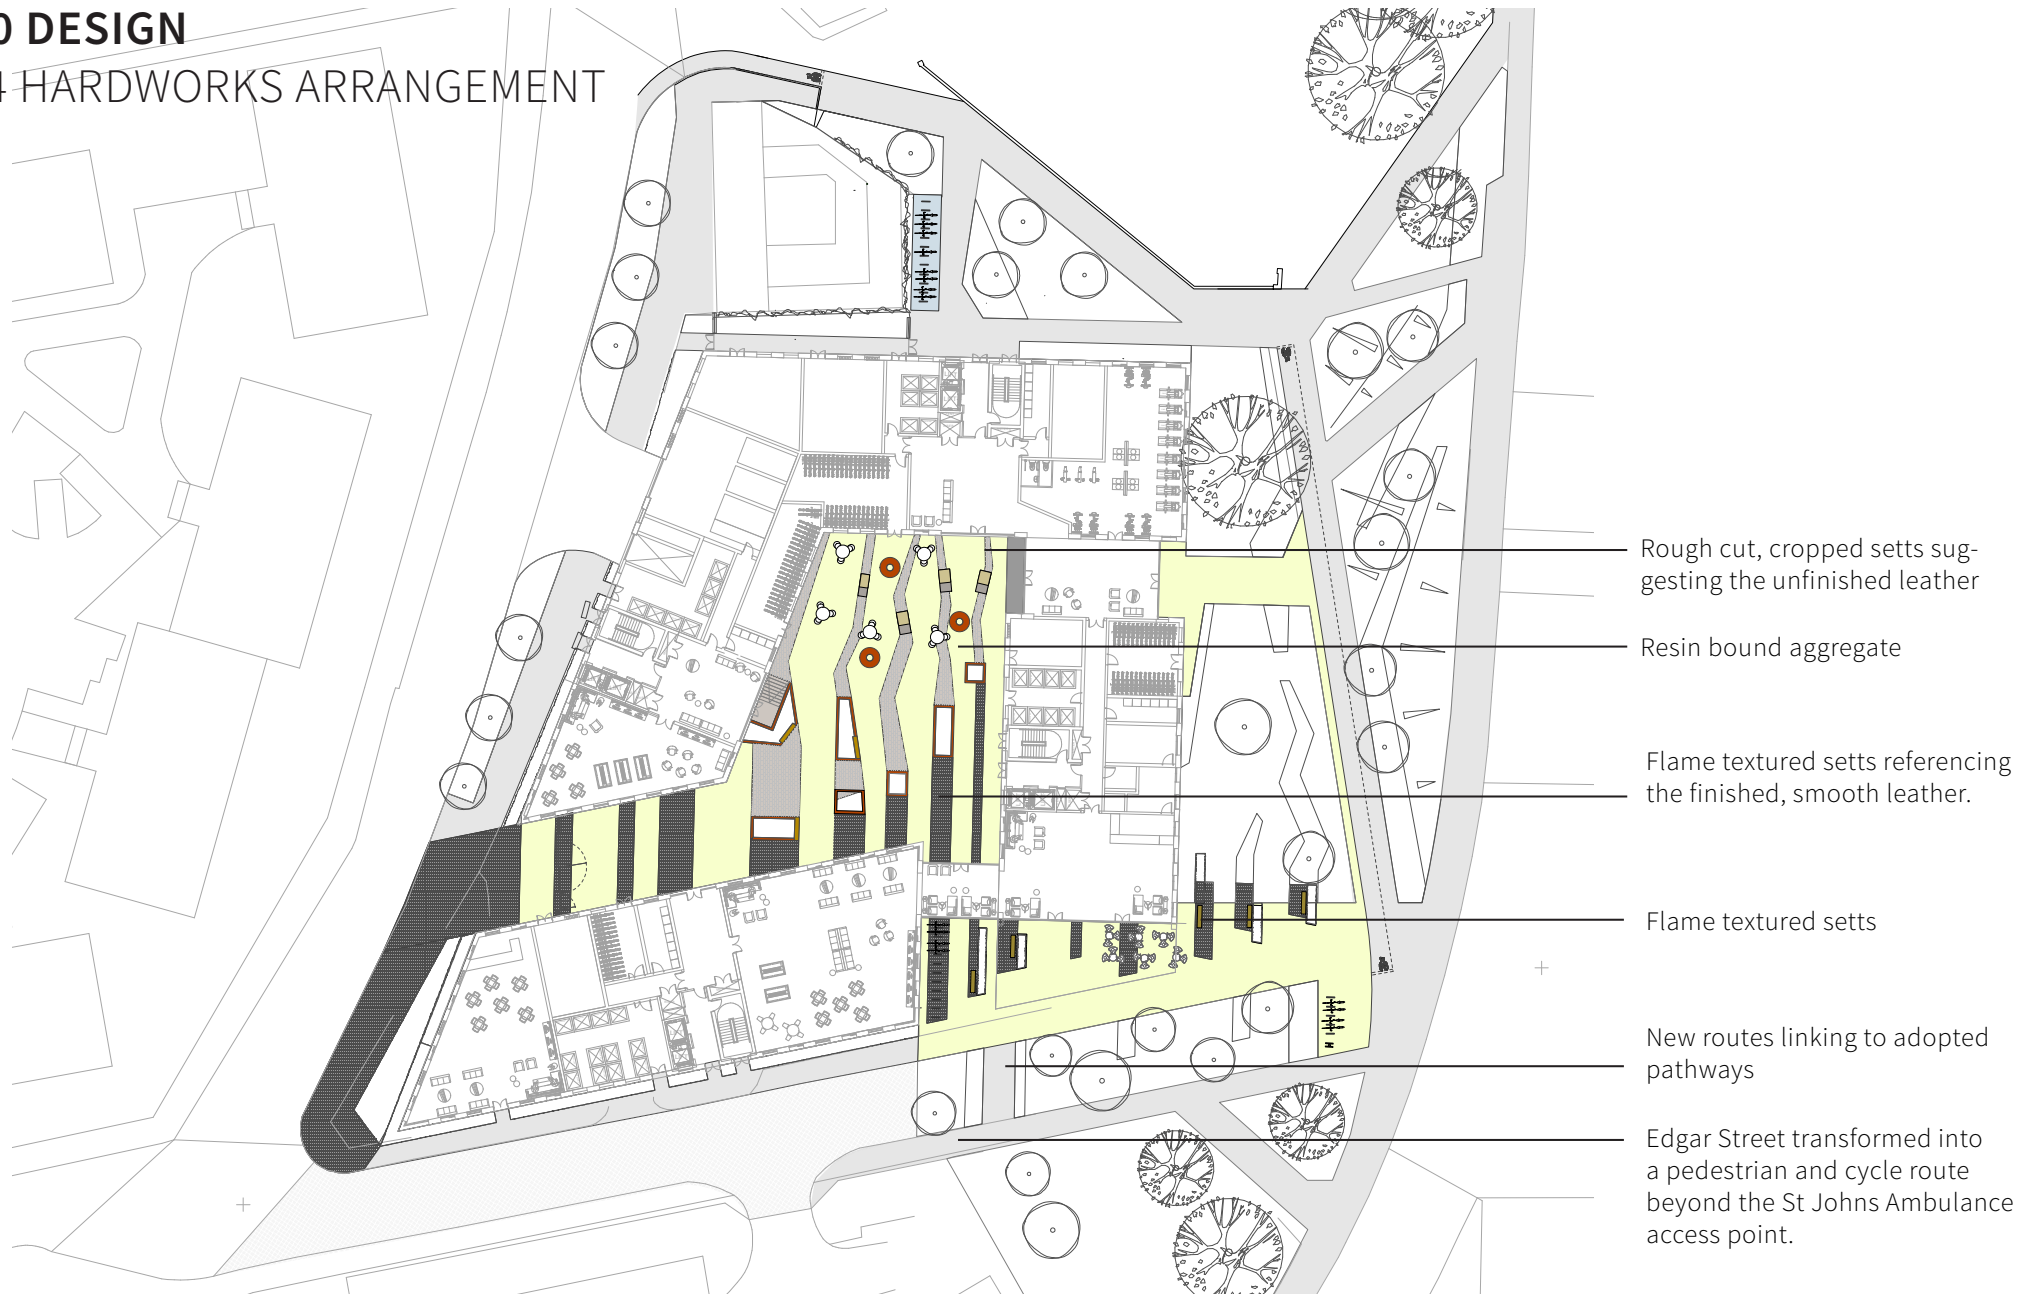 0 DESIGN
4 HARDWORKS ARRANGEMENT
Rough cut, cropped setts sug-
gesting the unfinished leather
Resin bound aggregate
Flame textured setts referencing
the finished, smooth leather.
Flame textured setts
New routes linking to adopted
pathways
Edgar Street transformed into
a pedestrian and cycle route
beyond the St Johns Ambulance
access point.